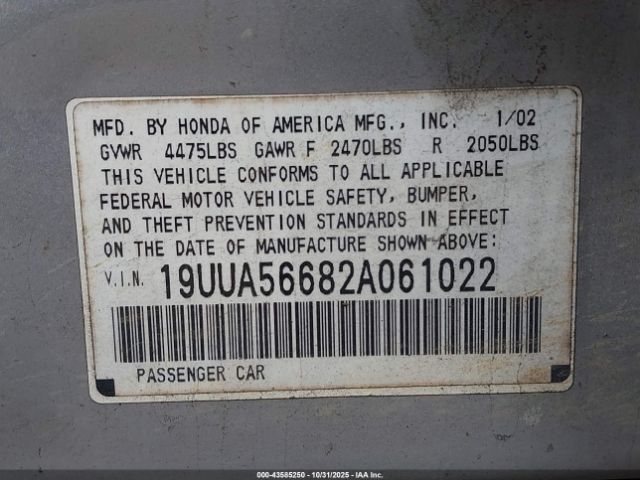 MFD. BY HONDA OF AMERICA MFG., INC. 1/02
GVWR 4475LBS GAWR F 2470LBS R 2050LBS
THIS VEHICLE CONFORMS TO ALL APPLICABLE
FEDERAL MOTOR VEHICLE SAFETY, BUMPER,
AND THEFT PREVENTION STANDARDS IN EFFECT
ON THE DATE OF MANUFACTURE SHOWN ABOVE:
V.I.N. 19UUA56682A061022
PASSENGER CAR
000-43585250 | 10/31/2025 | IAA Inc.